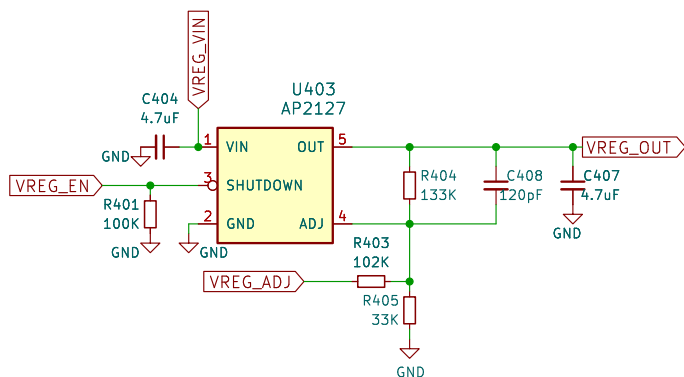 VREG_VIN
U403
AP2127
C404
4.7uF
GND
1
VIN
OUT
5
VREG_OUT
VREG_EN
3
SHUTDOWN
R404
133K
C408
120pF
C407
4.7uF
R401
100K
2
GND
ADJ
4
GND
GND
GND
R403
102K
VREG_ADJ
R405
33K
GND